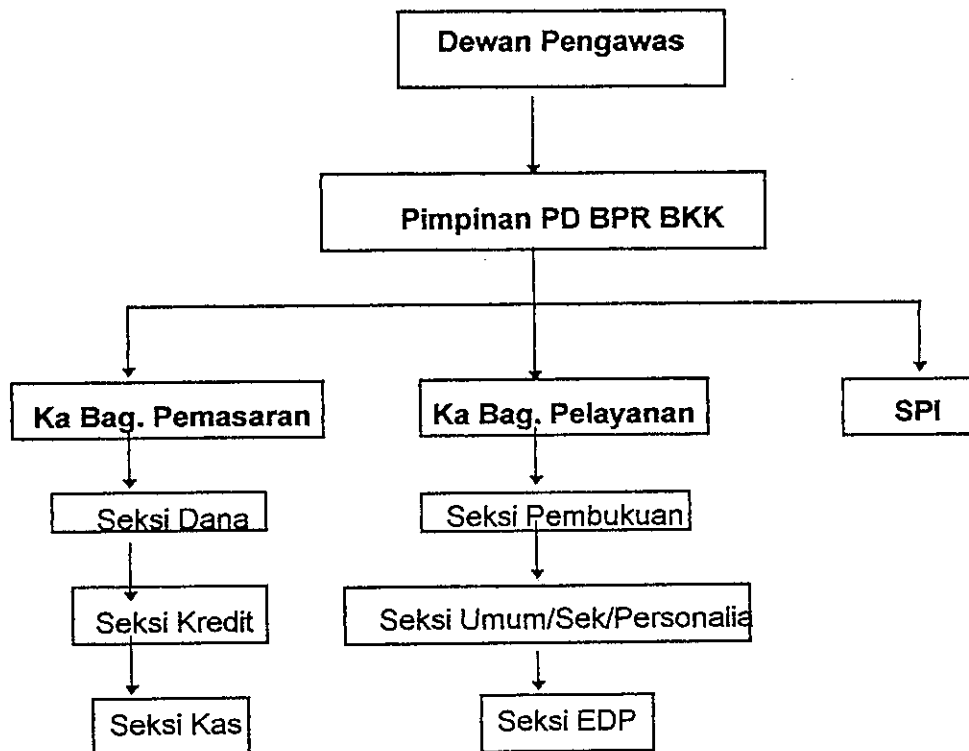 Dewan Pengawas
Pimpinan PD BPR BKK
Ka Bag. Pemasaran
Ka Bag. Pelayanan
SPI
Seksi Dana
Seksi Pembukuan
Seksi Kredit
Seksi Umum/Sek/Personalia
Seksi Kas
Seksi EDP